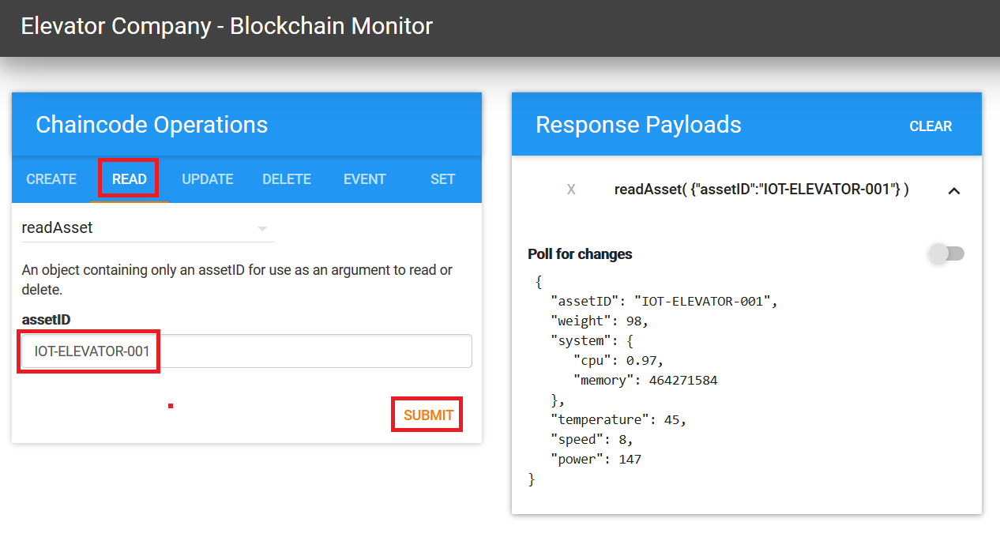 Elevator Company - Blockchain Monitor
Chaincode Operations
CREATE READ UPDATE DELETE EVENT SET
readAsset
An object containing only an assetID for use as an argument to read or
delete.
assetID
IOT-ELEVATOR-001
SUBMIT
Response Payloads CLEAR
X readAsset( {"assetID":"IOT-ELEVATOR-001"} )
Poll for changes
{
"assetID": "IOT-ELEVATOR-001",
"weight": 98,
"system": {
"cpu": 0.97,
"memory": 464271584
},
"temperature": 45,
"speed": 8,
"power": 147
}